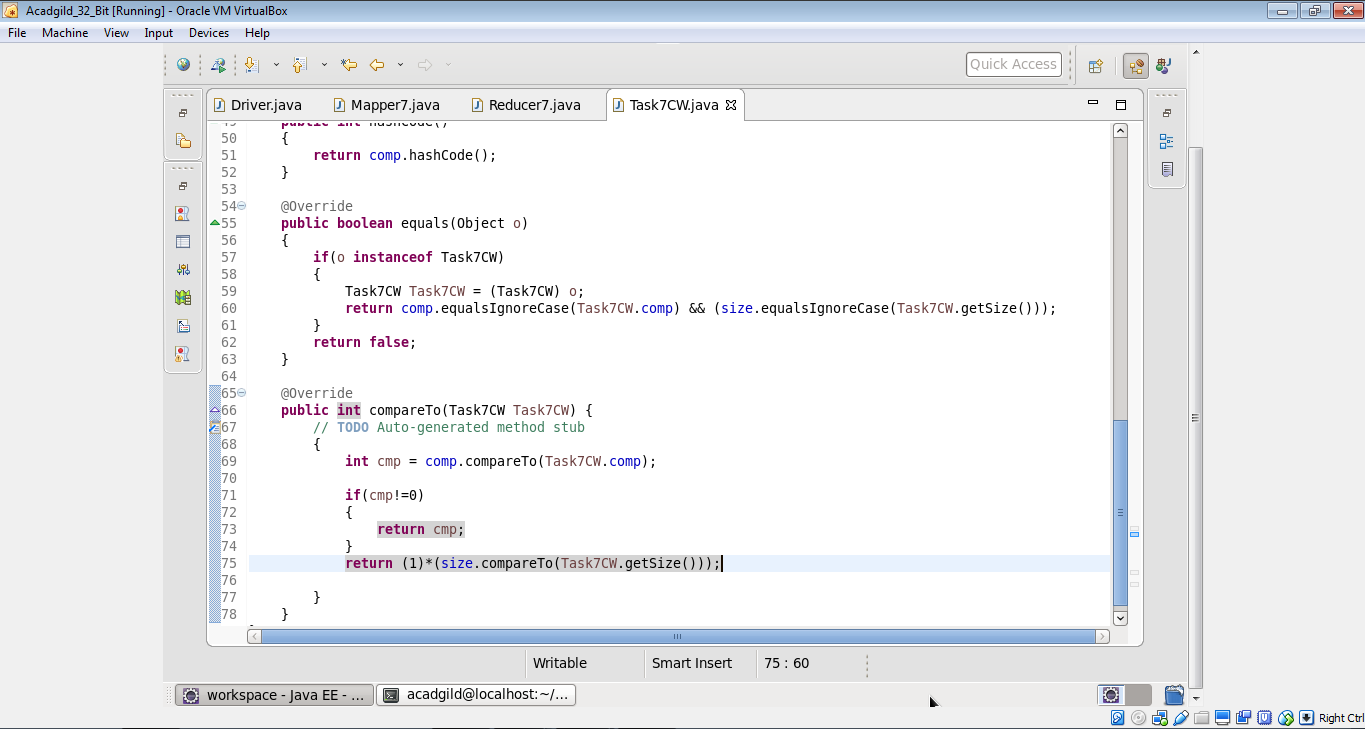 Acadgild_32_Bit [Running] - Oracle VM VirtualBox
File Machine View Input Devices Help
Quick Access
Driver.java Mapper7.java Reducer7.java Task7CW.java
49 public int hashCode()
50 {
51 return comp.hashCode();
52 }
53
54 @Override
55 public boolean equals(Object o)
56 {
57 if(o instanceof Task7CW)
58 {
59 Task7CW Task7CW = (Task7CW) o;
60 return comp.equalsIgnoreCase(Task7CW.comp) && (size.equalsIgnoreCase(Task7CW.getSize()));
61 }
62 return false;
63 }
64
65 @Override
66 public int compareTo(Task7CW Task7CW) {
67 // TODO Auto-generated method stub
68 {
69 int cmp = comp.compareTo(Task7CW.comp);
70
71 if(cmp!=0)
72 {
73 return cmp;
74 }
75 return (1)*(size.compareTo(Task7CW.getSize()));
76
77 }
78 }
Writable Smart Insert 75 : 60
workspace - Java EE - ... acadgild@localhost:~/...
Right Ctrl